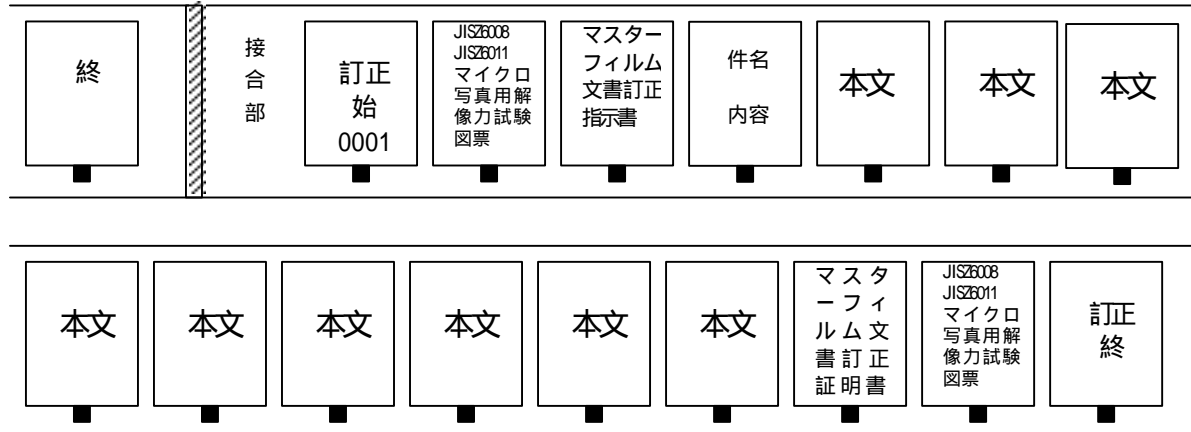 終
接
合
部
訂正
始
0001
JISZ6008
JISZ6011
マイクロ
写真用解
像力試験
図票
マスター
フィルム
文書訂正
指示書
件名
内容
本文
本文
本文
本文
本文
本文
本文
本文
本文
マスタ
ーフィ
ルム文
書訂正
証明書
JISZ6008
JISZ6011
マイクロ
写真用解
像力試験
図票
訂正
終